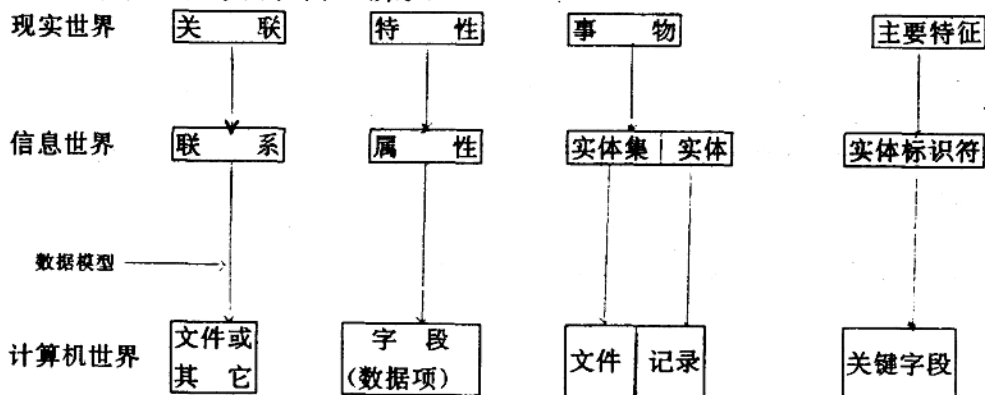 现实世界 关联 特性 事物 主要特征
信息世界 联系 属性 实体集 实体 实体标识符
数据模型
计算机世界 文件或其它 字段(数据项) 文件 记录 关键字段